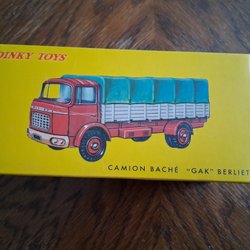 DINKY TOYS
CAMION BACHÉ "GAK" BERLIET